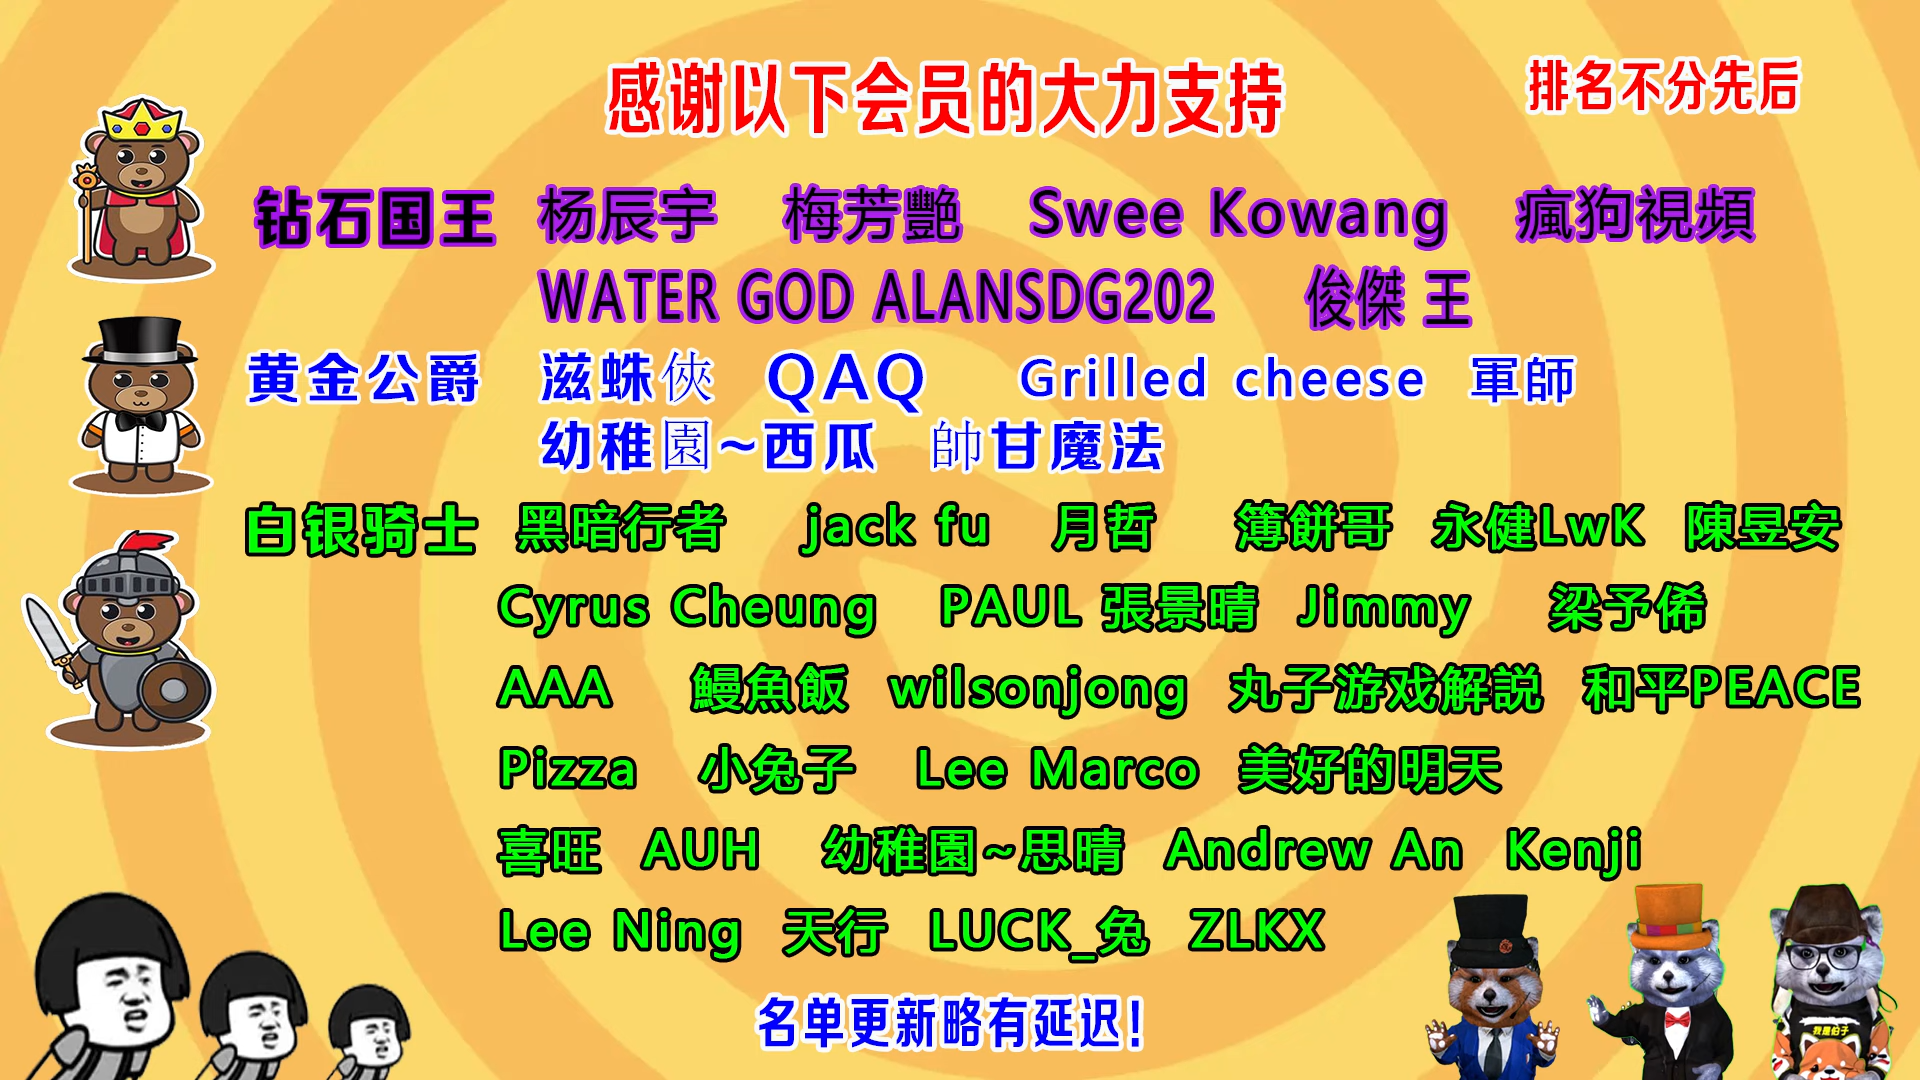 感谢以下会员的大力支持
排名不分先后
钻石国王 杨辰宇 梅芳艷 Swee Kowang 瘋狗視頻
WATER GOD ALANSDG202 俊傑 王
黄金公爵 滋蛛俠 QAQ Grilled cheese 軍師
幼稚園~西瓜 帥甘魔法
白银骑士 黑暗行者 jack fu 月哲 簿餅哥 永健LwK 陳昱安
Cyrus Cheung PAUL 張景晴 Jimmy 梁予俙
AAA 鰻魚飯 wilsonjong 丸子游戏解説 和平PEACE
Pizza 小兔子 Lee Marco 美好的明天
喜旺 AUH 幼稚園~思晴 Andrew An Kenji
Lee Ning 天行 LUCK_兔 ZLKX
名单更新略有延迟!
我是伯子